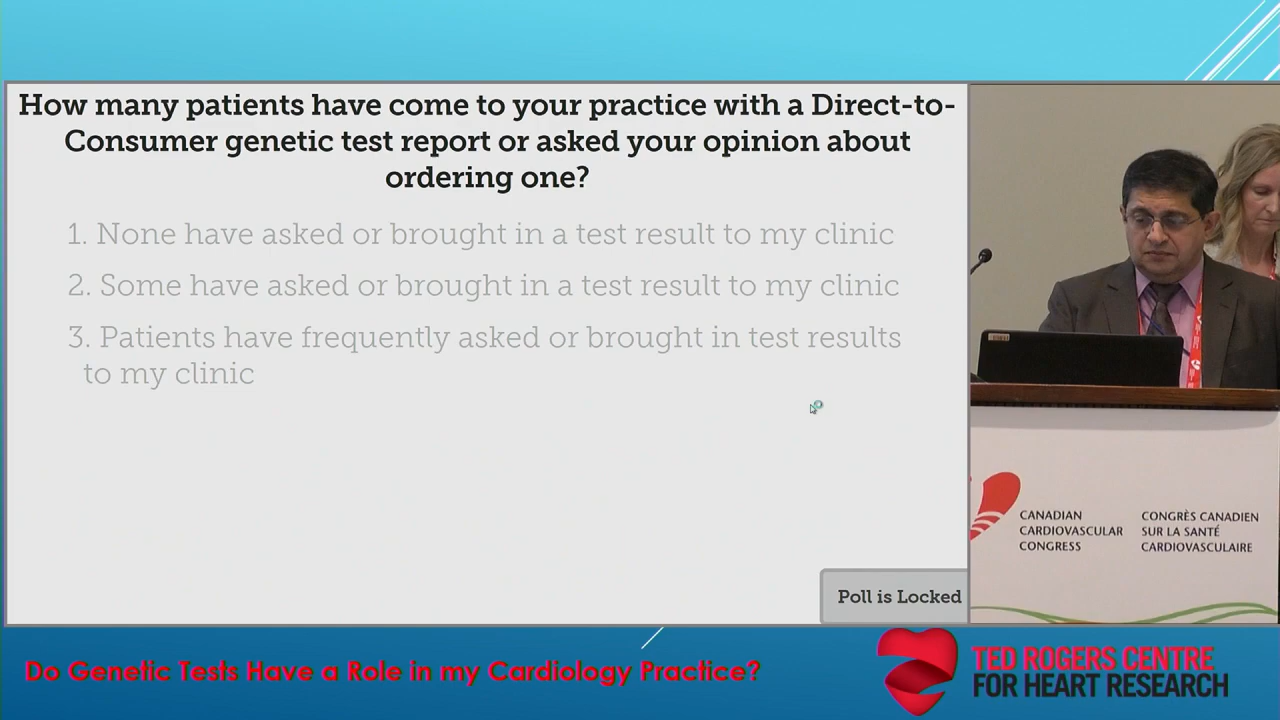 How many patients have come to your practice with a Direct-to-
Consumer genetic test report or asked your opinion about
ordering one?
1. None have asked or brought in a test result to my clinic
2. Some have asked or brought in a test result to my clinic
3. Patients have frequently asked or brought in test results
to my clinic
Poll is Locked
CANADIAN
CARDIOVASCULAR
CONGRESS
CONGRÈS CANADIEN
SUR LA SANTÉ
CARDIOVASCULAIRE
Do Genetic Tests Have a Role in my Cardiology Practice?
TED ROGERS CENTRE
FOR HEART RESEARCH